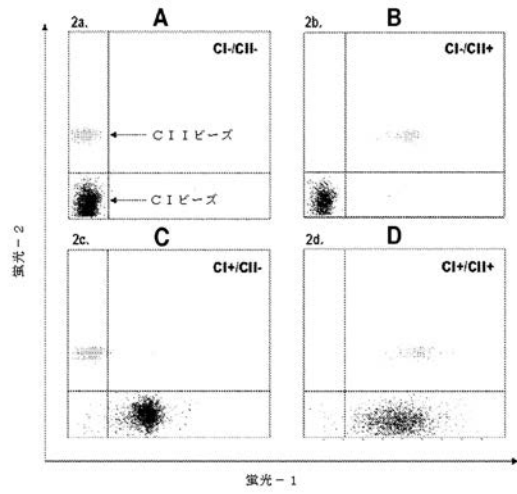 2a.
A
CI-/CII-
CIIビーズ
CIビーズ
2b.
B
CI-/CII+
2c.
C
CI+/CII-
2d.
D
CI+/CII+
蛍光－2
蛍光－1